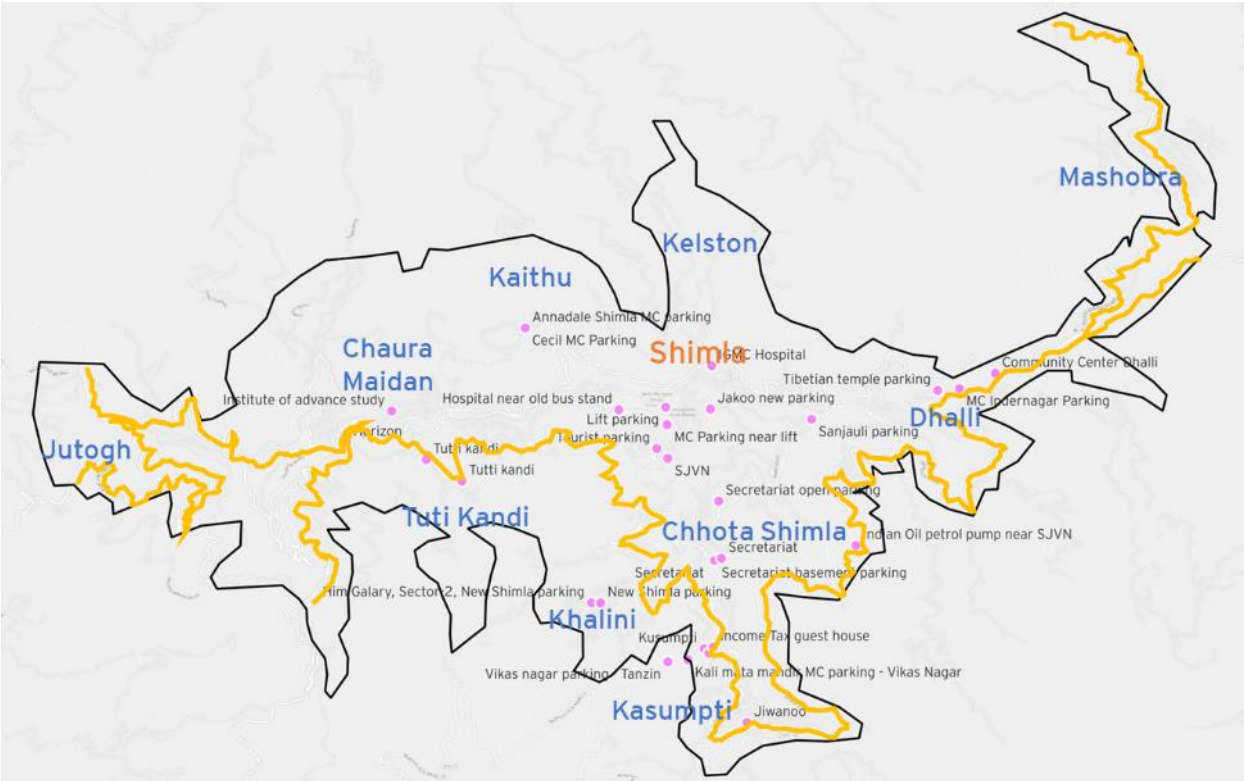 Mashobra
Kelston
Kaithu
Annadale Shimla MC parking
Cecil MC Parking
Chaura
Maidan
Shimla
IGMC Hospital
Community Center Dhalli
Tibetian temple parking
MC Indernagar Parking
Institute of advance study
Hospital near old bus stand
Jakoo new parking
Lift parking
Dhalli
Horizon
Tourist parking
MC Parking near lift
Sanjauli parking
Jutogh
Tutti kandi
Tutti kandi
SJVN
Secretariat open parking
Tuti Kandi
Chhota Shimla
Indian Oil petrol pump near SJVN
Secretariat
Secretariat
Secretariat basement parking
Him Galary, Sector-2, New Shimla parking
New Shimla parking
Khalini
Kusumpti
Income Tax guest house
Vikas nagar parking
Tanzin
Kali mata mandir MC parking - Vikas Nagar
Kasumpti
Jiwanoo